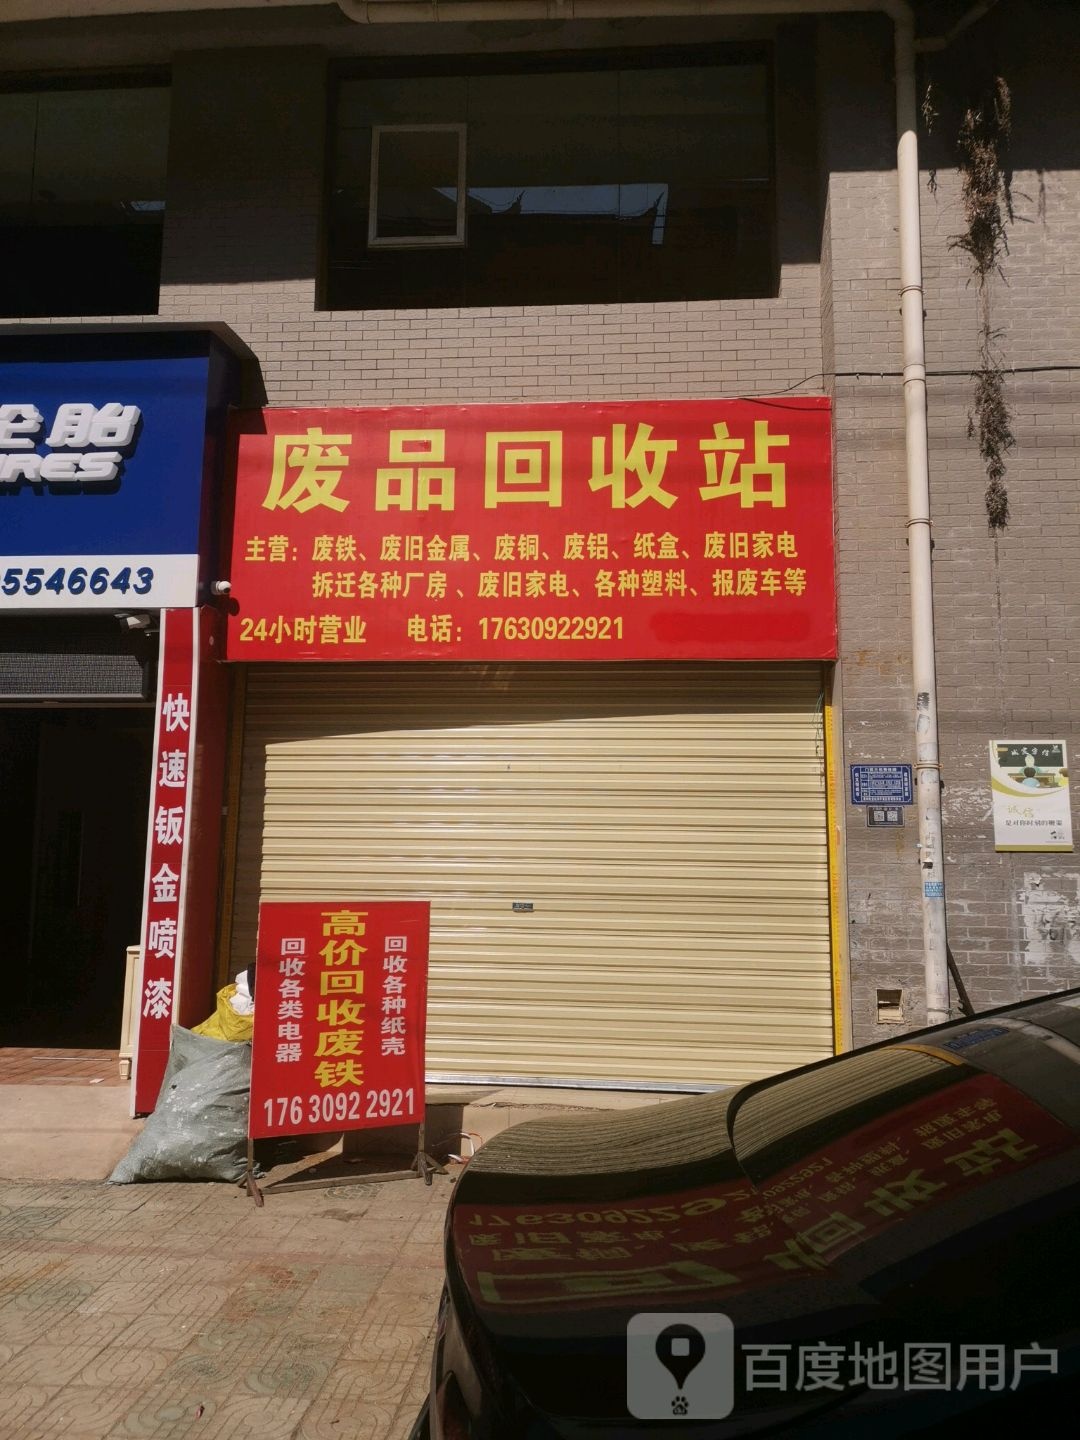 轮胎
TIRES
5546643
快速钣金喷漆
废品回收站
主营：废铁、废旧金属、废铜、废铝、纸盒、废旧家电
拆迁各种厂房、废旧家电、各种塑料、报废车等
24小时营业 电话：17630922921
回收各类电器
高价回收废铁
回收各种纸壳
176 3092 2921
诚信
百度地图用户